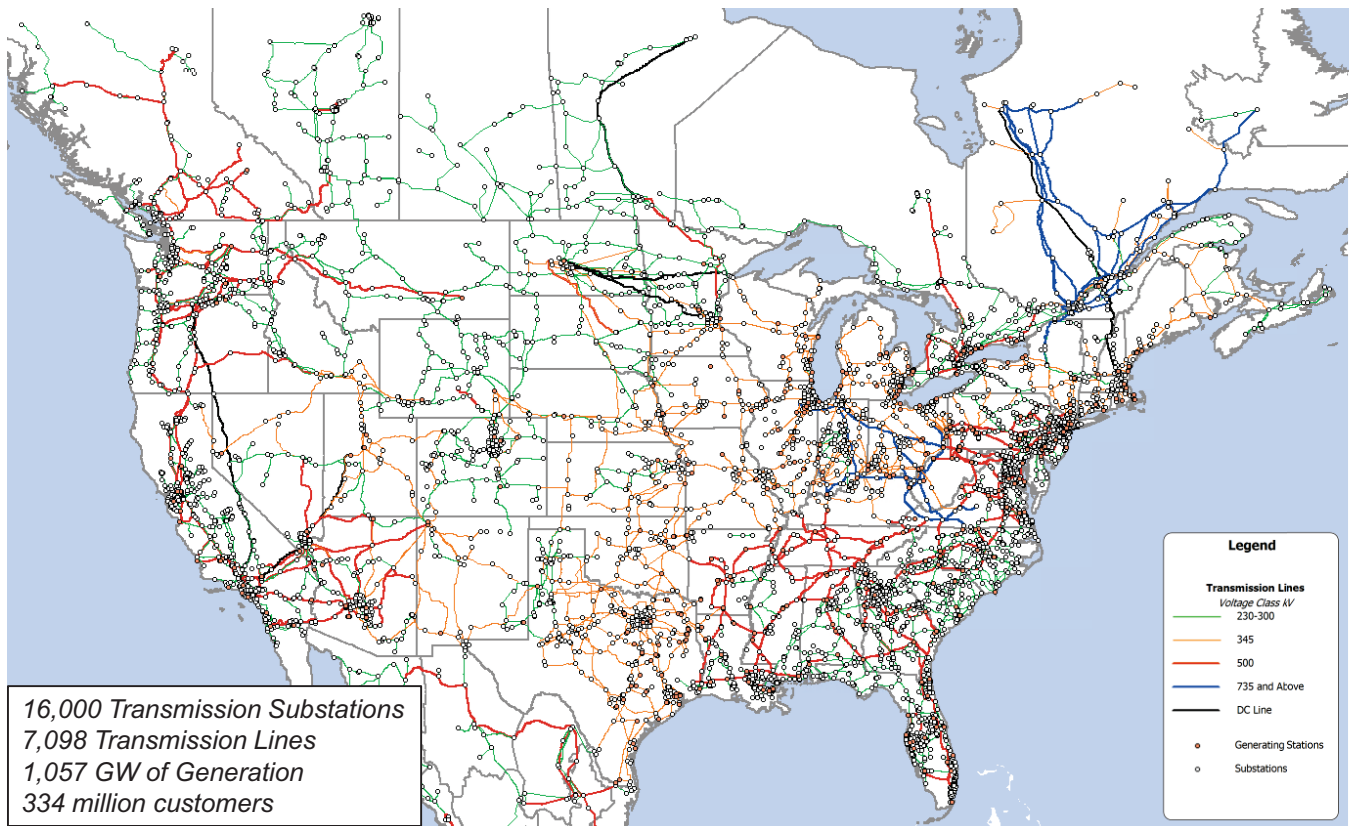 16,000 Transmission Substations
7,098 Transmission Lines
1,057 GW of Generation
334 million customers
Legend
Transmission Lines
Voltage Class kV
230-300
345
500
735 and Above
DC Line
Generating Stations
Substations